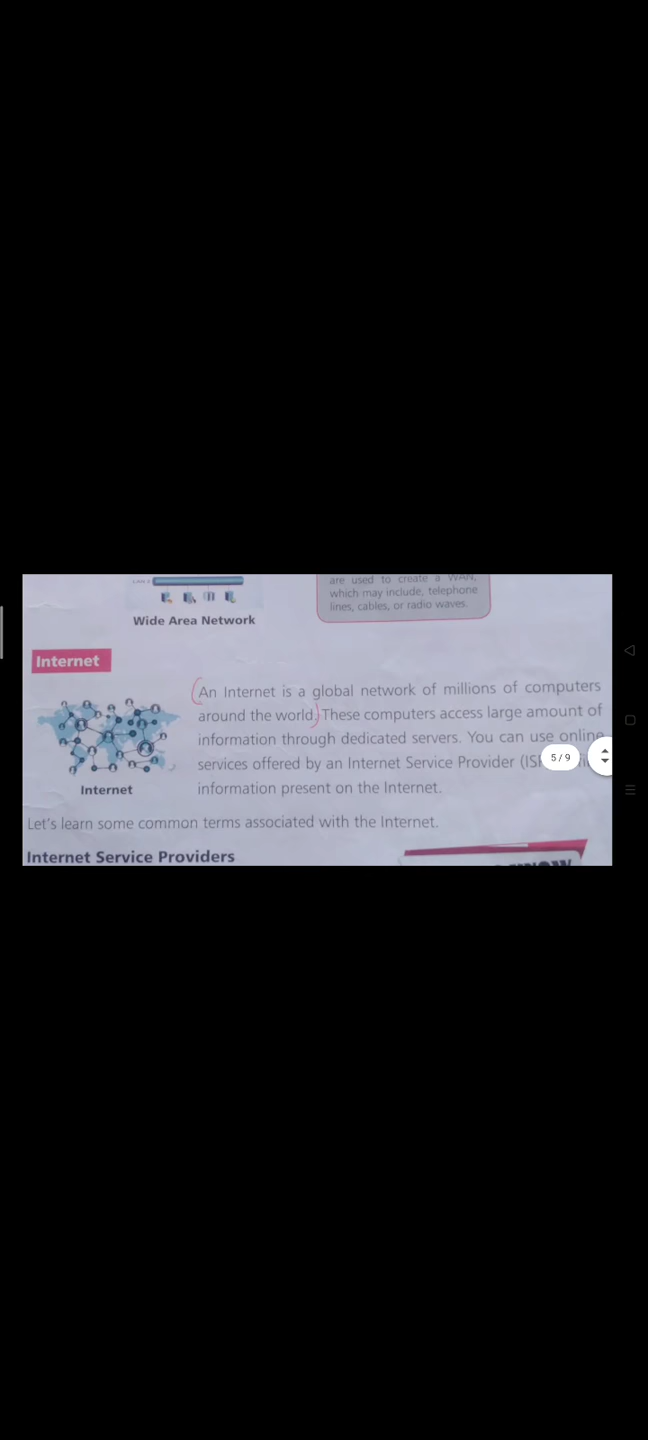 are used to create a WAN,
which may include, telephone
lines, cables, or radio waves.
Wide Area Network
Internet
An Internet is a global network of millions of computers
around the world. These computers access large amount of
information through dedicated servers. You can use online
services offered by an Internet Service Provider
information present on the Internet.
Internet
5/9
Let's learn some common terms associated with the Internet.
Internet Service Providers